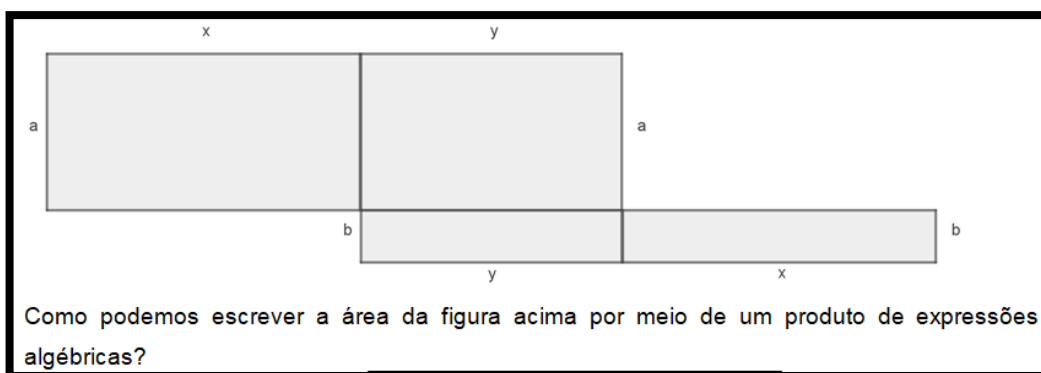 x y
a a
b b
y x
Como podemos escrever a área da figura acima por meio de um produto de expressões
algébricas?